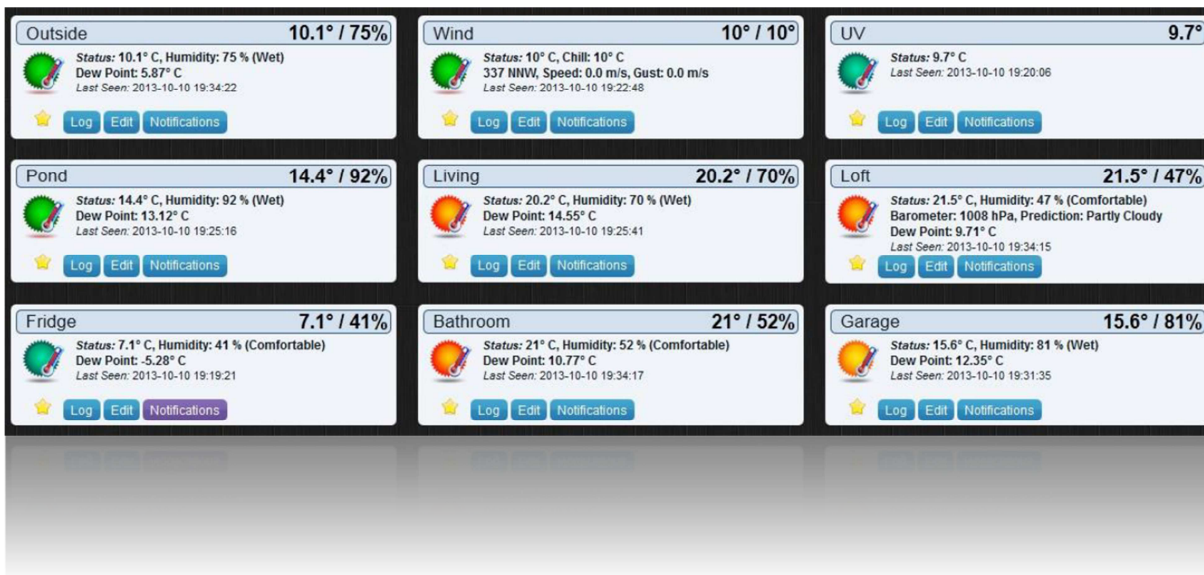 Outside 10.1° / 75%
Status: 10.1° C, Humidity: 75 % (Wet)
Dew Point: 5.87° C
Last Seen: 2013-10-10 19:34:22
Log Edit Notifications
Wind 10° / 10°
Status: 10° C, Chill: 10° C
337 NNW, Speed: 0.0 m/s, Gust: 0.0 m/s
Last Seen: 2013-10-10 19:22:48
Log Edit Notifications
UV 9.7°
Status: 9.7° C
Last Seen: 2013-10-10 19:20:06
Log Edit Notifications
Pond 14.4° / 92%
Status: 14.4° C, Humidity: 92 % (Wet)
Dew Point: 13.12° C
Last Seen: 2013-10-10 19:25:16
Log Edit Notifications
Living 20.2° / 70%
Status: 20.2° C, Humidity: 70 % (Wet)
Dew Point: 14.55° C
Last Seen: 2013-10-10 19:25:41
Log Edit Notifications
Loft 21.5° / 47%
Status: 21.5° C, Humidity: 47 % (Comfortable)
Barometer: 1008 hPa, Prediction: Partly Cloudy
Dew Point: 9.71° C
Last Seen: 2013-10-10 19:34:15
Log Edit Notifications
Fridge 7.1° / 41%
Status: 7.1° C, Humidity: 41 % (Comfortable)
Dew Point: -5.28° C
Last Seen: 2013-10-10 19:19:21
Log Edit Notifications
Bathroom 21° / 52%
Status: 21° C, Humidity: 52 % (Comfortable)
Dew Point: 10.77° C
Last Seen: 2013-10-10 19:34:17
Log Edit Notifications
Garage 15.6° / 81%
Status: 15.6° C, Humidity: 81 % (Wet)
Dew Point: 12.35° C
Last Seen: 2013-10-10 19:31:35
Log Edit Notifications